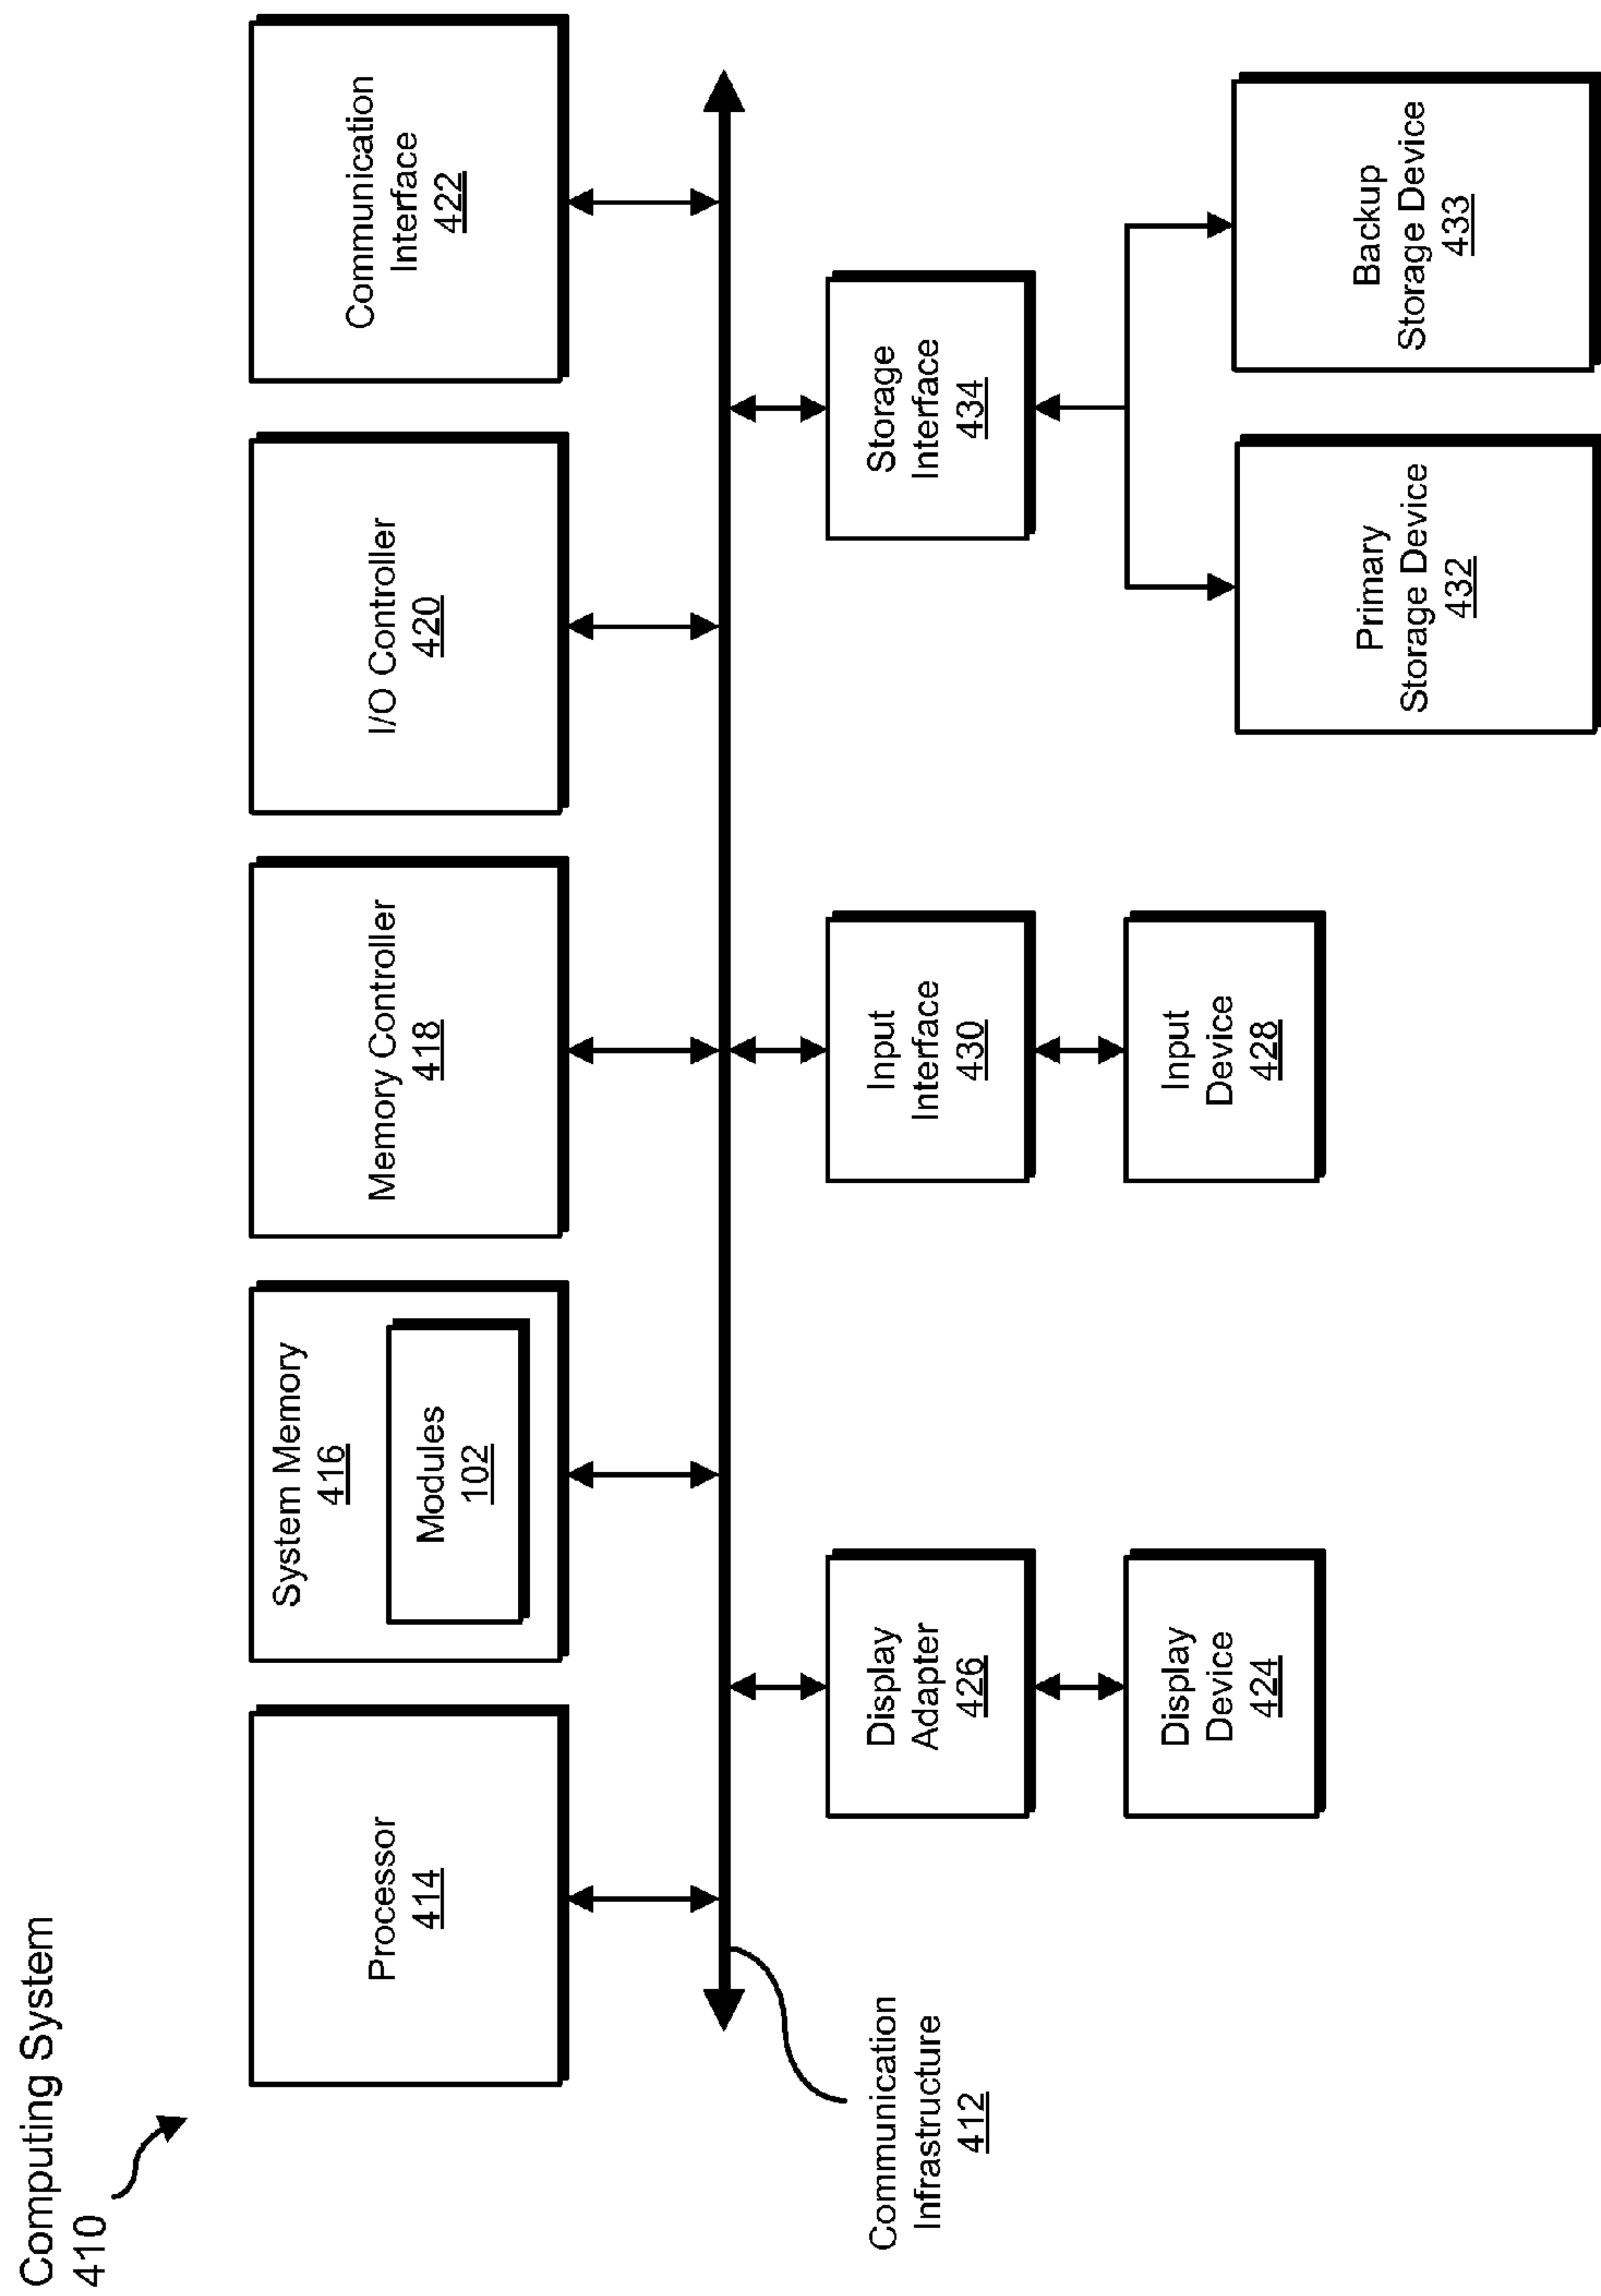 Computing System
410
Processor
414
System Memory
416
Modules
102
Memory Controller
418
I/O Controller
420
Communication
Interface
422
Communication
Infrastructure
412
Display
Adapter
426
Input
Interface
430
Storage
Interface
434
Display
Device
424
Input
Device
428
Primary
Storage Device
432
Backup
Storage Device
433